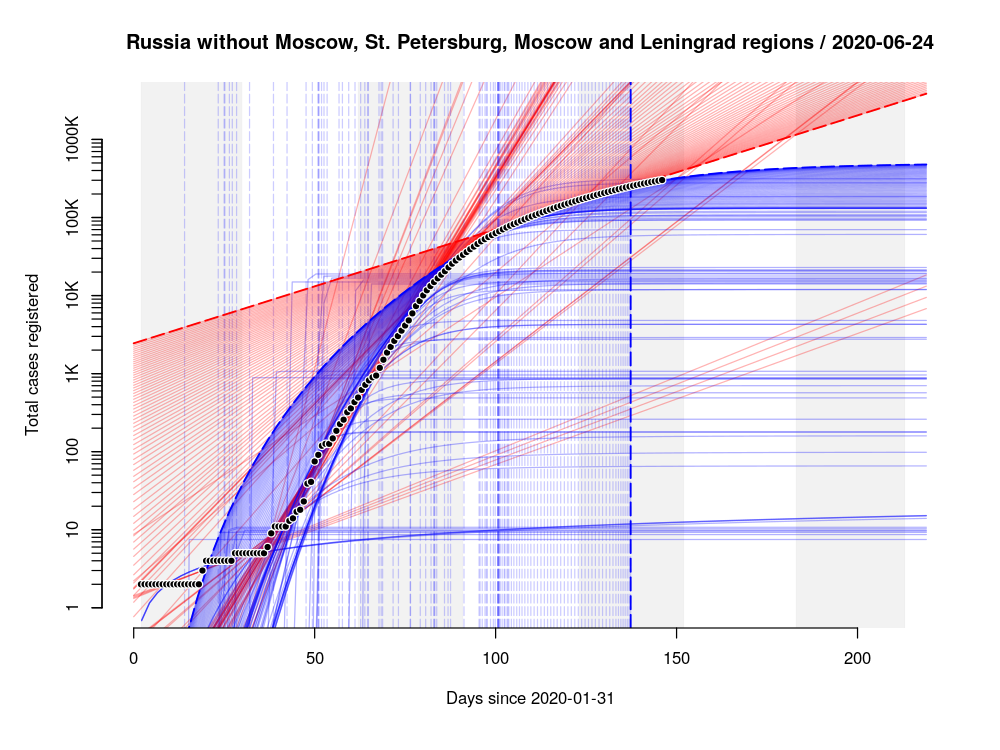 Russia without Moscow, St. Petersburg, Moscow and Leningrad regions / 2020-06-24
Total cases registered
1000K
100K
10K
1K
100
10
1
0 50 100 150 200
Days since 2020-01-31